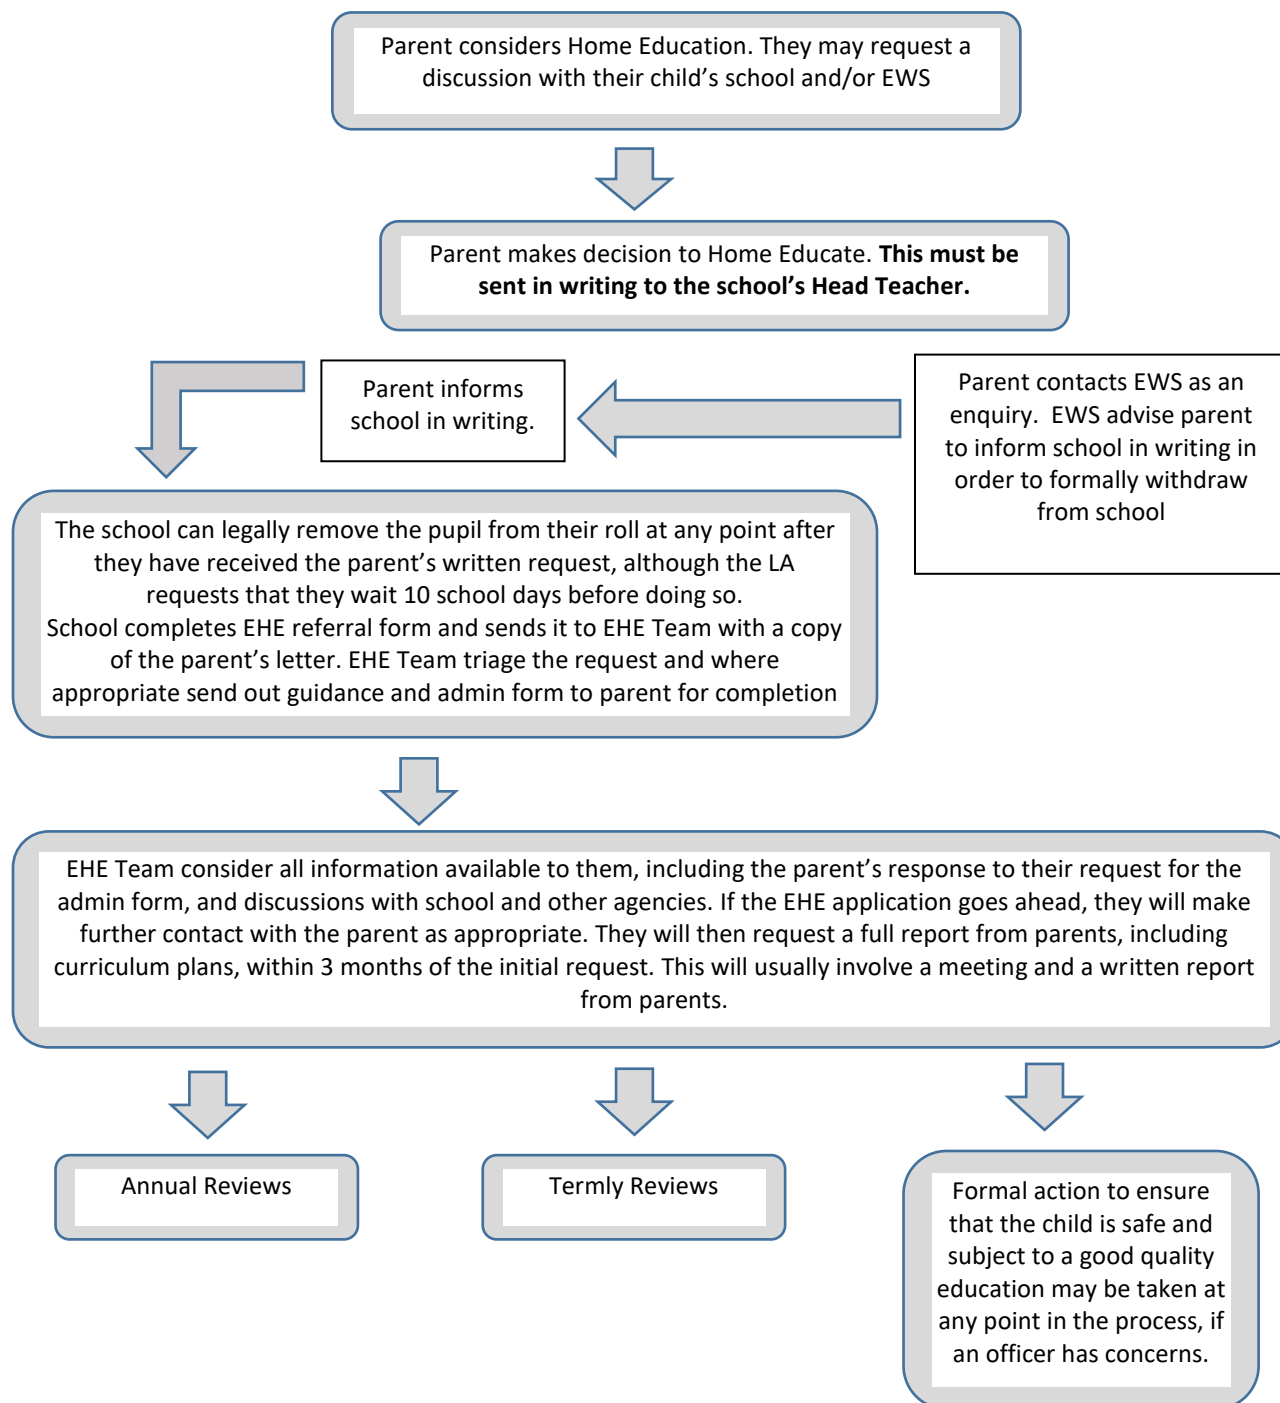 Parent considers Home Education. They may request a
discussion with their child’s school and/or EWS
Parent makes decision to Home Educate. This must be
sent in writing to the school’s Head Teacher.
Parent informs
school in writing.
Parent contacts EWS as an
enquiry.  EWS advise parent
to inform school in writing in
order to formally withdraw
from school
The school can legally remove the pupil from their roll at any point after
they have received the parent’s written request, although the LA
requests that they wait 10 school days before doing so.
School completes EHE referral form and sends it to EHE Team with a copy
of the parent’s letter. EHE Team triage the request and where
appropriate send out guidance and admin form to parent for completion
EHE Team consider all information available to them, including the parent’s response to their request for the
admin form, and discussions with school and other agencies. If the EHE application goes ahead, they will make
further contact with the parent as appropriate. They will then request a full report from parents, including
curriculum plans, within 3 months of the initial request. This will usually involve a meeting and a written report
from parents.
Annual Reviews
Termly Reviews
Formal action to ensure
that the child is safe and
subject to a good quality
education may be taken at
any point in the process, if
an officer has concerns.